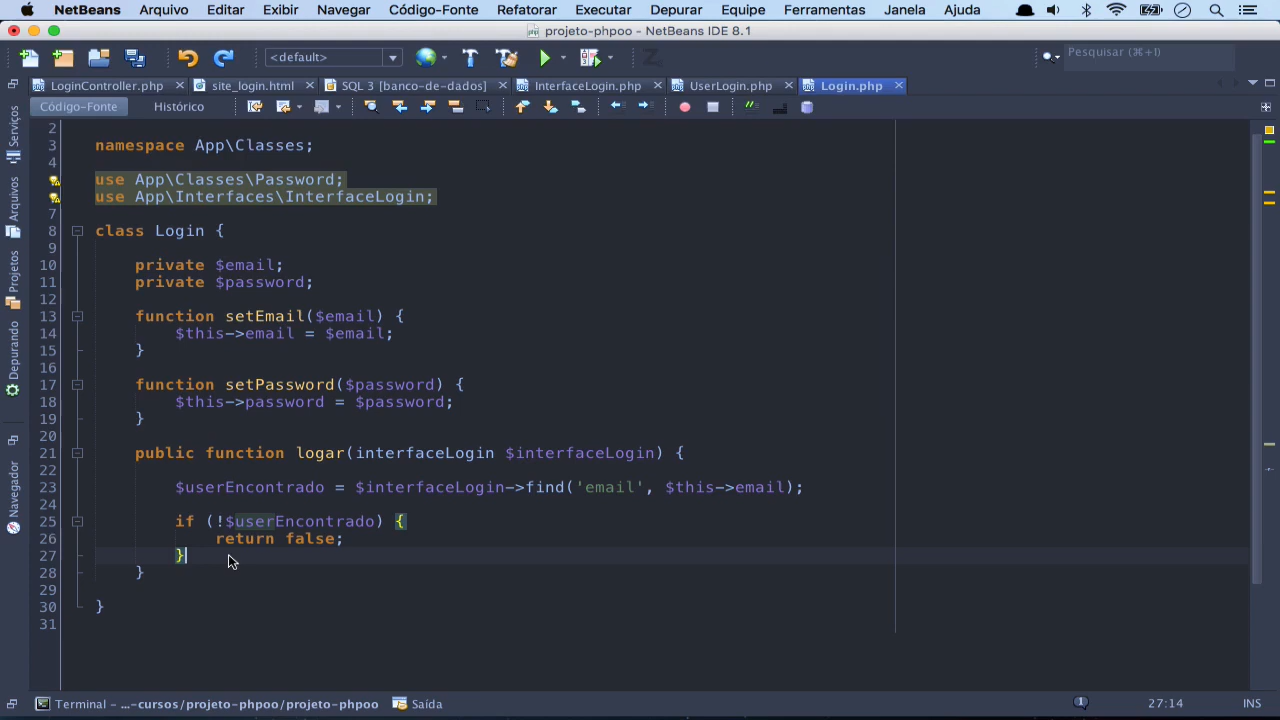 NetBeans Arquivo Editar Exibir Navegar Código-Fonte Refatorar Executar Depurar Equipe Ferramentas Janela Ajuda
projeto-phpoo - NetBeans IDE 8.1
<default>
Pesquisar (⌘+I)
LoginController.php site_login.html SQL 3 [banco-de-dados] InterfaceLogin.php UserLogin.php Login.php
Código-Fonte Histórico
Serviços
Arquivos
Projetos
Depurando
Navegador
2
3 namespace App\Classes;
4
use App\Classes\Password;
use App\Interfaces\InterfaceLogin;
7
8 class Login {
9
10 private $email;
11 private $password;
12
13 function setEmail($email) {
14 $this->email = $email;
15 }
16
17 function setPassword($password) {
18 $this->password = $password;
19 }
20
21 public function logar(interfaceLogin $interfaceLogin) {
22
23 $userEncontrado = $interfaceLogin->find('email', $this->email);
24
25 if (!$userEncontrado) {
26 return false;
27 }
28 }
29
30 }
31
Terminal - ...-cursos/projeto-phpoo/projeto-phpoo Saída 1 27:14 INS